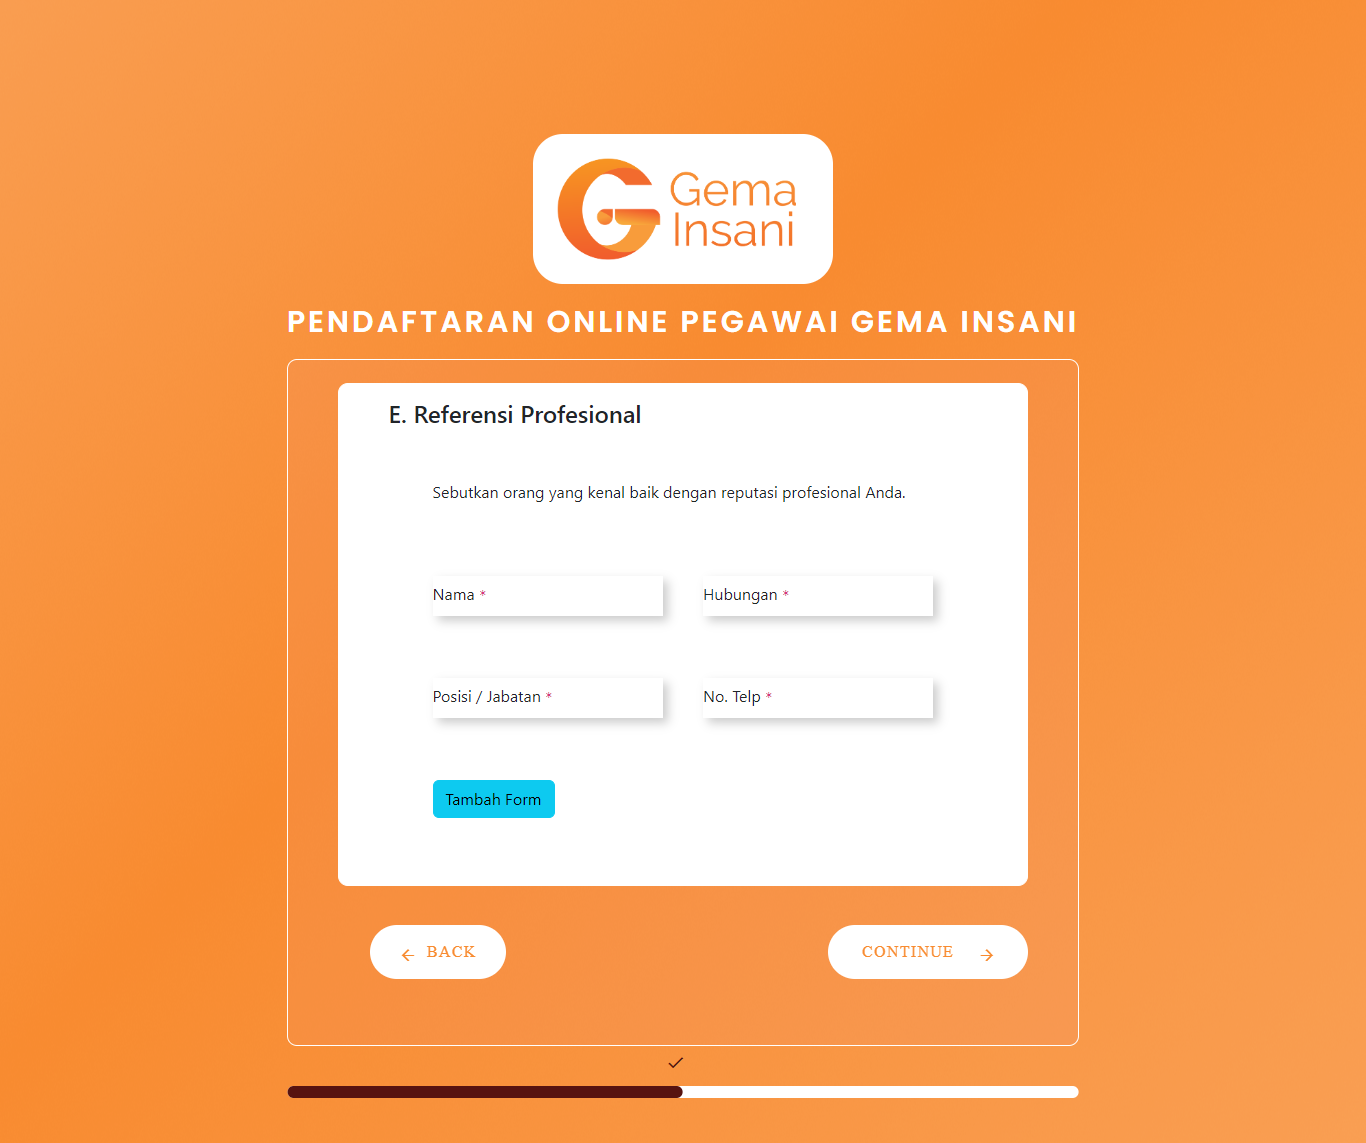 Gema
Insani
PENDAFTARAN ONLINE PEGAWAI GEMA INSANI
E. Referensi Profesional
Sebutkan orang yang kenal baik dengan reputasi profesional Anda.
Nama * Hubungan *
Posisi / Jabatan * No. Telp *
Tambah Form
BACK CONTINUE